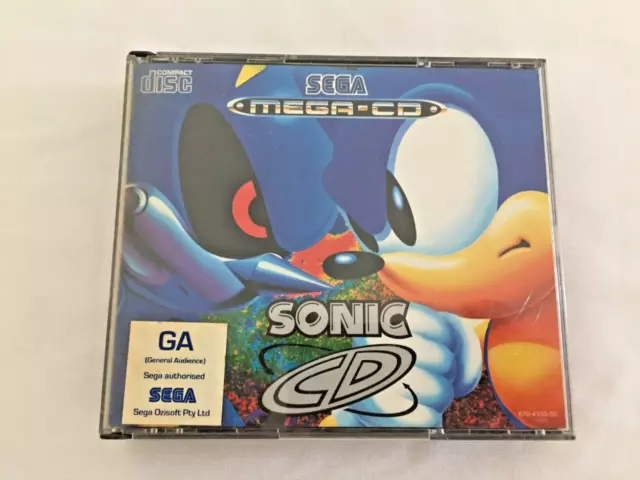 COMPACT
disc
SEGA
MEGA-CD
SONIC
CD
GA
(General Audience)
Sega authorised
SEGA
Sega Ozisoft Pty Ltd